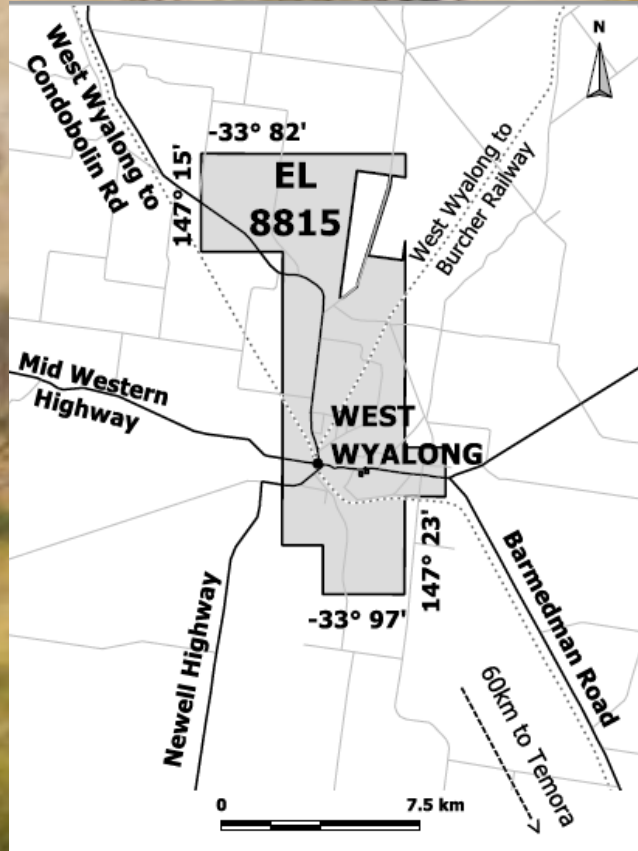 N
West Wyalong to
Condobolin Rd
-33° 82'
147° 15'
EL
8815
West Wyalong to
Burcher Railway
Mid Western
Highway
WEST
WYALONG
147° 23'
-33° 97'
Newell Highway
Barmedman Road
60km to Temora
0
7.5 km